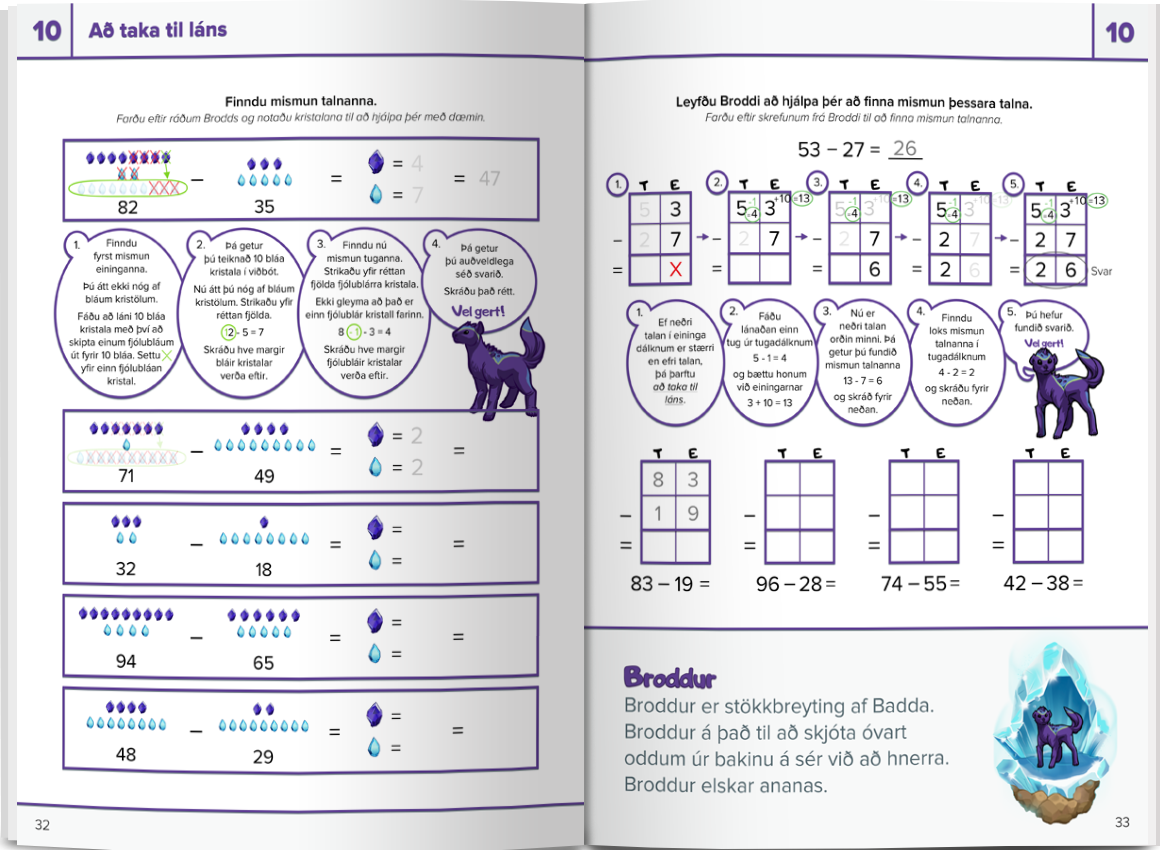 10 Að taka til láns
Finndu mismun talnanna.
Farðu eftir ráðum Brodds og notaðu kristalana til að hjálpa þér með dæmin.
82 − 35 = = 4 = 7 = 47
1.
Finndu
fyrst mismun
eininganna.
Þú átt ekki nóg af
bláum kristölum.
Fáðu að láni 10 bláa
kristala með því að
skipta einum fjólubláum
út fyrir 10 bláa. Settu X
yfir einn fjólubláan
kristal.
2.
Þá getur
þú teiknað 10 bláa
kristala í viðbót.
Nú átt þú nóg af bláum
kristölum. Strikaðu yfir
réttan fjölda.
12 - 5 = 7
Skráðu hve margir
bláir kristalar
verða eftir.
3.
Finndu nú
mismun tuganna.
Strikaðu yfir réttan
fjölda fjólublárra kristala.
Ekki gleyma að það er
einn fjólublár kristall farinn.
8 - 1 - 3 = 4
Skráðu hve margir
fjólubláir kristalar
verða eftir.
4.
Þá getur
þú auðveldlega
séð svarið.
Skráðu það rétt.
Vel gert!
71 − 49 = = 2 = 2 =
32 − 18 = = = =
94 − 65 = = = =
48 − 29 = = = =
32
10
Leyfðu Broddi að hjálpa þér að finna mismun þessara talna.
Farðu eftir skrefunum frá Broddi til að finna mismun talnanna.
53 − 27 = 26
1. T E 2. T E 3. T E 4. T E 5. T E
5 3 5 -1 =4 3 +10 =13 5 -1 =4 3 +10 =13 5 -1 =4 3 +10 =13 5 -1 =4 3 +10 =13
− 2 7 − 2 7 − 2 7 − 2 7 − 2 7
= X = = 6 = 2 6 = 2 6 Svar
1.
Ef neðri
talan í eininga
dálknum er stærri
en efri talan,
þá þarftu
að taka til
láns.
2.
Fáðu
lánaðan einn
tug úr tugadálknum
5 - 1 = 4
og bættu honum
við einingarnar
3 + 10 = 13
3.
Nú er
neðri talan
orðin minni. Þá
getur þú fundið
mismun talnanna
13 - 7 = 6
og skráð fyrir
neðan.
4.
Finndu
loks mismun
talnanna í
tugadálknum
4 - 2 = 2
og skráðu fyrir
neðan.
5.
Þú hefur
fundið svarið.
Vel gert!
T E T E T E T E
8 3
− 1 9 − − −
= = = =
83 − 19 = 96 − 28 = 74 − 55 = 42 − 38 =
Broddur
Broddur er stökkbreyting af Badda.
Broddur á það til að skjóta óvart
oddum úr bakinu á sér við að hnerra.
Broddur elskar ananas.
33